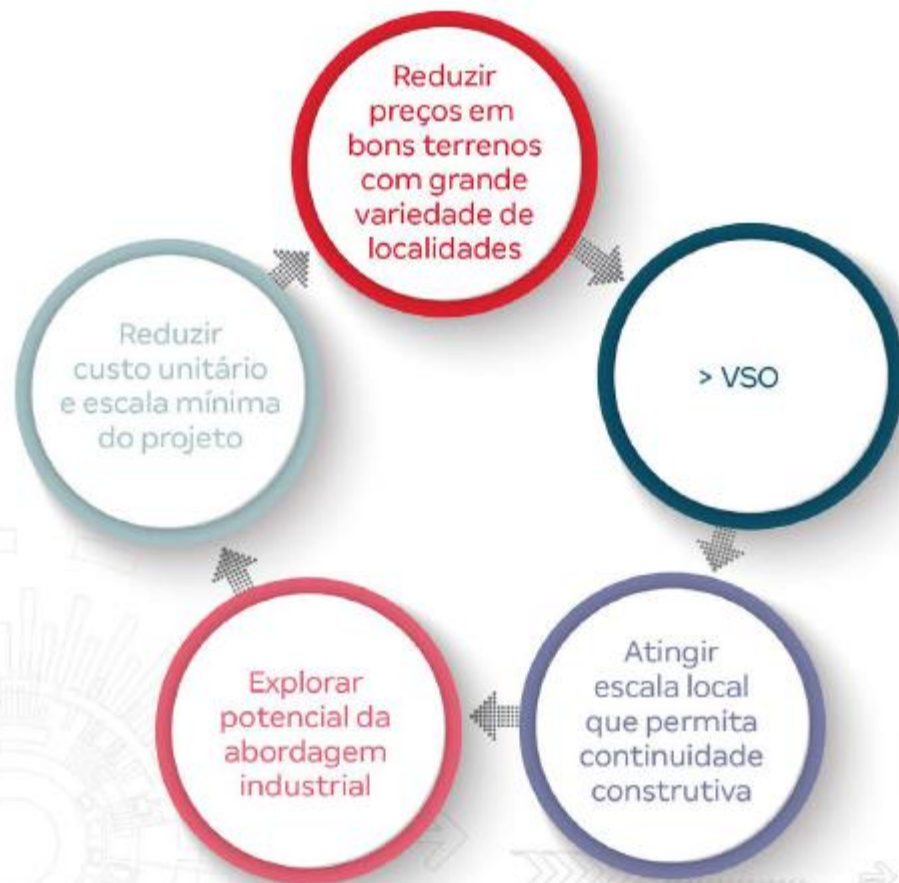 Reduzir
preços em
bons terrenos
com grande
variedade de
localidades
> VSO
Atingir
escala local
que permita
continuidade
construtiva
Explorar
potencial da
abordagem
industrial
Reduzir
custo unitário
e escala mínima
do projeto